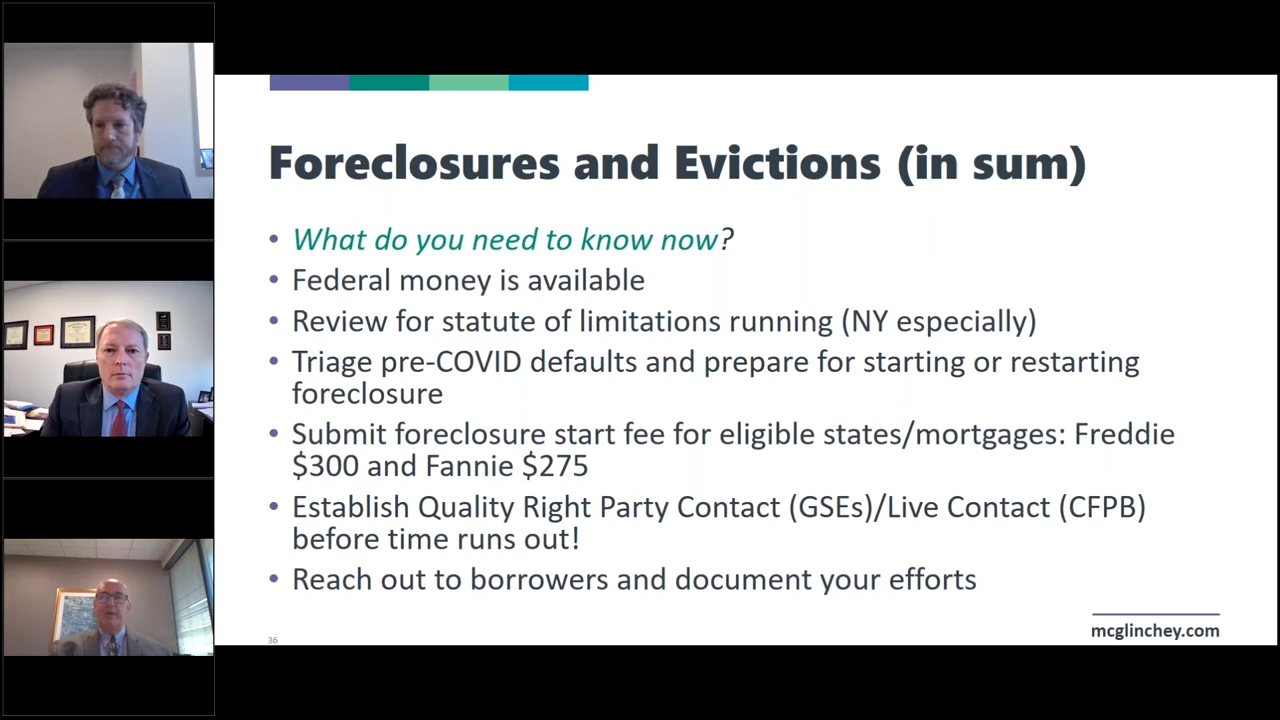 Foreclosures and Evictions (in sum)
• What do you need to know now?
• Federal money is available
• Review for statute of limitations running (NY especially)
• Triage pre-COVID defaults and prepare for starting or restarting
foreclosure
• Submit foreclosure start fee for eligible states/mortgages: Freddie
$300 and Fannie $275
• Establish Quality Right Party Contact (GSEs)/Live Contact (CFPB)
before time runs out!
• Reach out to borrowers and document your efforts
36
mcglinchey.com